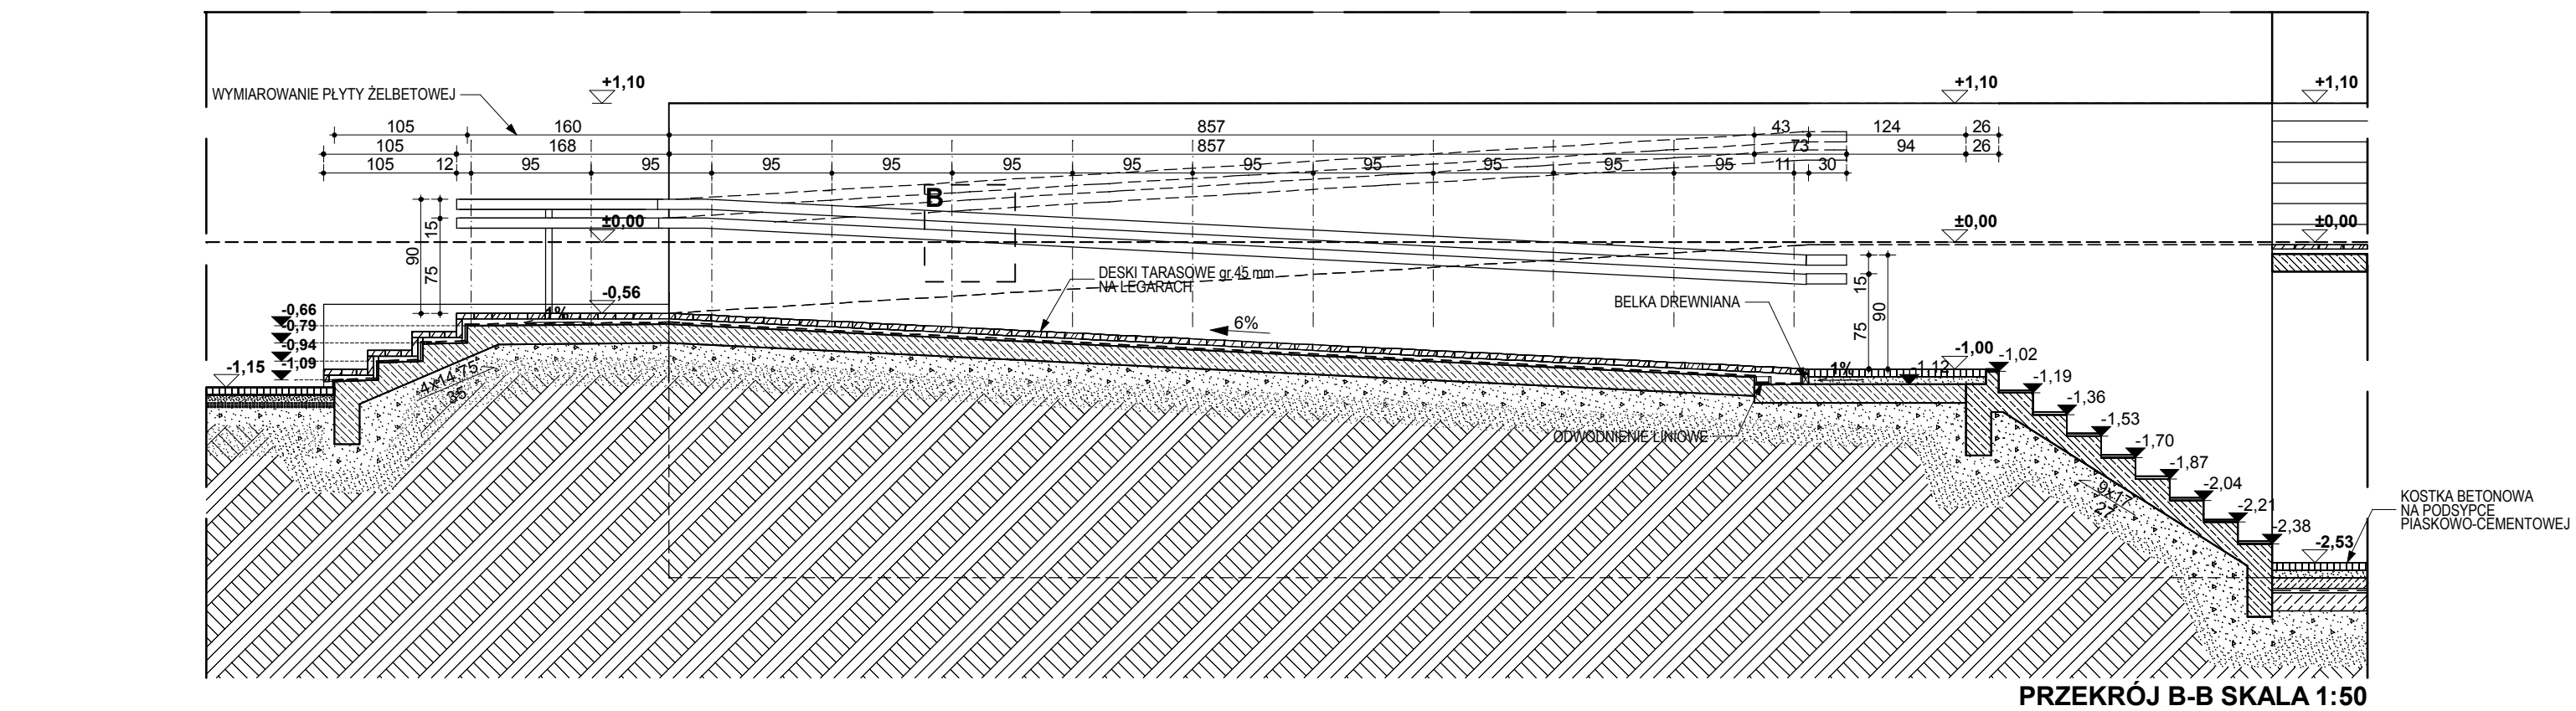 +1,10
+1,10
+1,10
WYMIAROWANIE PŁYTY ŻELBETOWEJ
105 160 857 43 124 26
105 168 857 73 94 26
105 12 95 95 95 95 95 95 95 95 95 95 95 11 30
B
±0,00
±0,00
±0,00
15
90
75
DESKI TARASOWE gr.45 mm
NA LEGARACH
-0,56
BELKA DREWNIANA
15
90
75
-0,66
-0,79
-0,94
-1,09
-1,15
1%
6%
1%
-1,00
-1,02
-1,12
-1,19
-1,36
-1,53
-1,70
-1,87
-2,04
-2,21
-2,38
-2,53
4x14.75
35
ODWODNIENIE LINIOWE
9x17
27
KOSTKA BETONOWA
NA PODSYPCE
PIASKOWO-CEMENTOWEJ
PRZEKRÓJ B-B SKALA 1:50